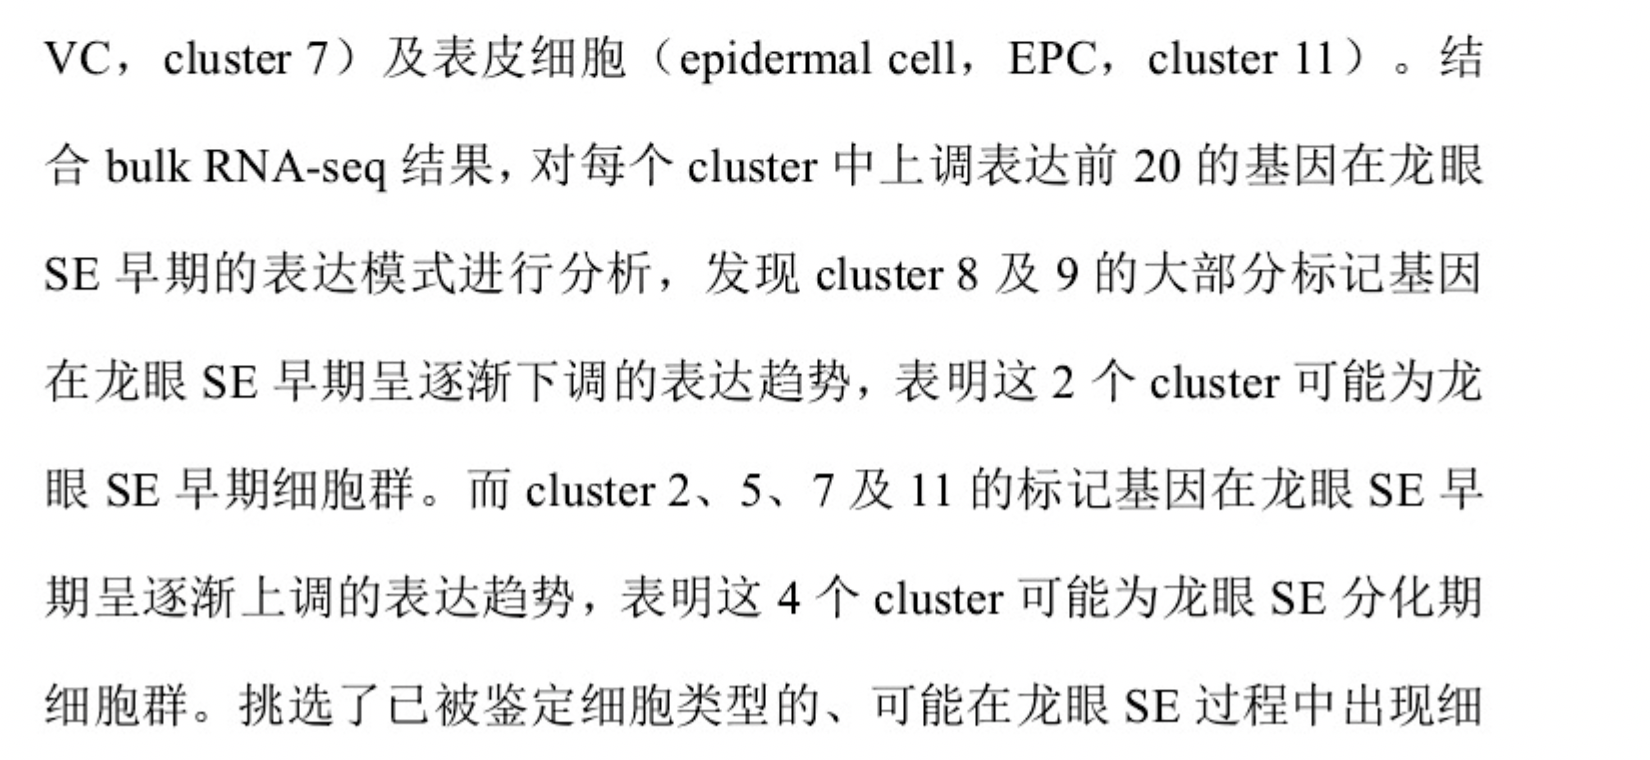 VC，cluster 7）及表皮细胞（epidermal cell，EPC，cluster 11）。结
合 bulk RNA-seq 结果，对每个 cluster 中上调表达前 20 的基因在龙眼
SE 早期的表达模式进行分析，发现 cluster 8 及 9 的大部分标记基因
在龙眼 SE 早期呈逐渐下调的表达趋势，表明这 2 个 cluster 可能为龙
眼 SE 早期细胞群。而 cluster 2、5、7 及 11 的标记基因在龙眼 SE 早
期呈逐渐上调的表达趋势，表明这 4 个 cluster 可能为龙眼 SE 分化期
细胞群。挑选了已被鉴定细胞类型的、可能在龙眼 SE 过程中出现细